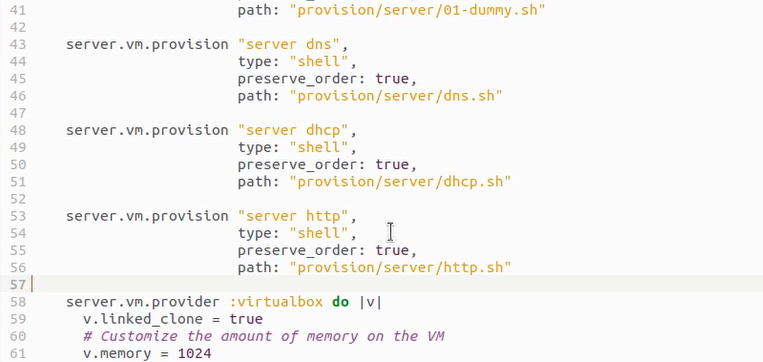 41                         path: "provision/server/01-dummy.sh"
42
43     server.vm.provision "server dns",
44                         type: "shell",
45                         preserve_order: true,
46                         path: "provision/server/dns.sh"
47
48     server.vm.provision "server dhcp",
49                         type: "shell",
50                         preserve_order: true,
51                         path: "provision/server/dhcp.sh"
52
53     server.vm.provision "server http",
54                         type: "shell",
55                         preserve_order: true,
56                         path: "provision/server/http.sh"
57
58     server.vm.provider :virtualbox do |v|
59       v.linked_clone = true
60       # Customize the amount of memory on the VM
61       v.memory = 1024